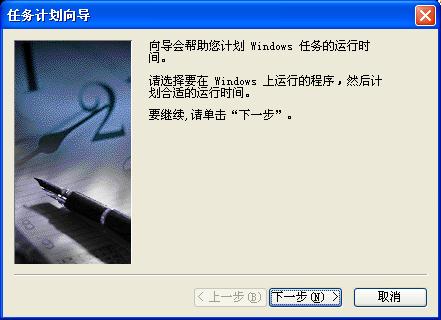 任务计划向导
向导会帮助您计划 Windows 任务的运行时
间。
请选择要在 Windows 上运行的程序，然后计
划合适的运行时间。
要继续,请单击“下一步”。
2
< 上一步(B) 下一步(N) > 取消